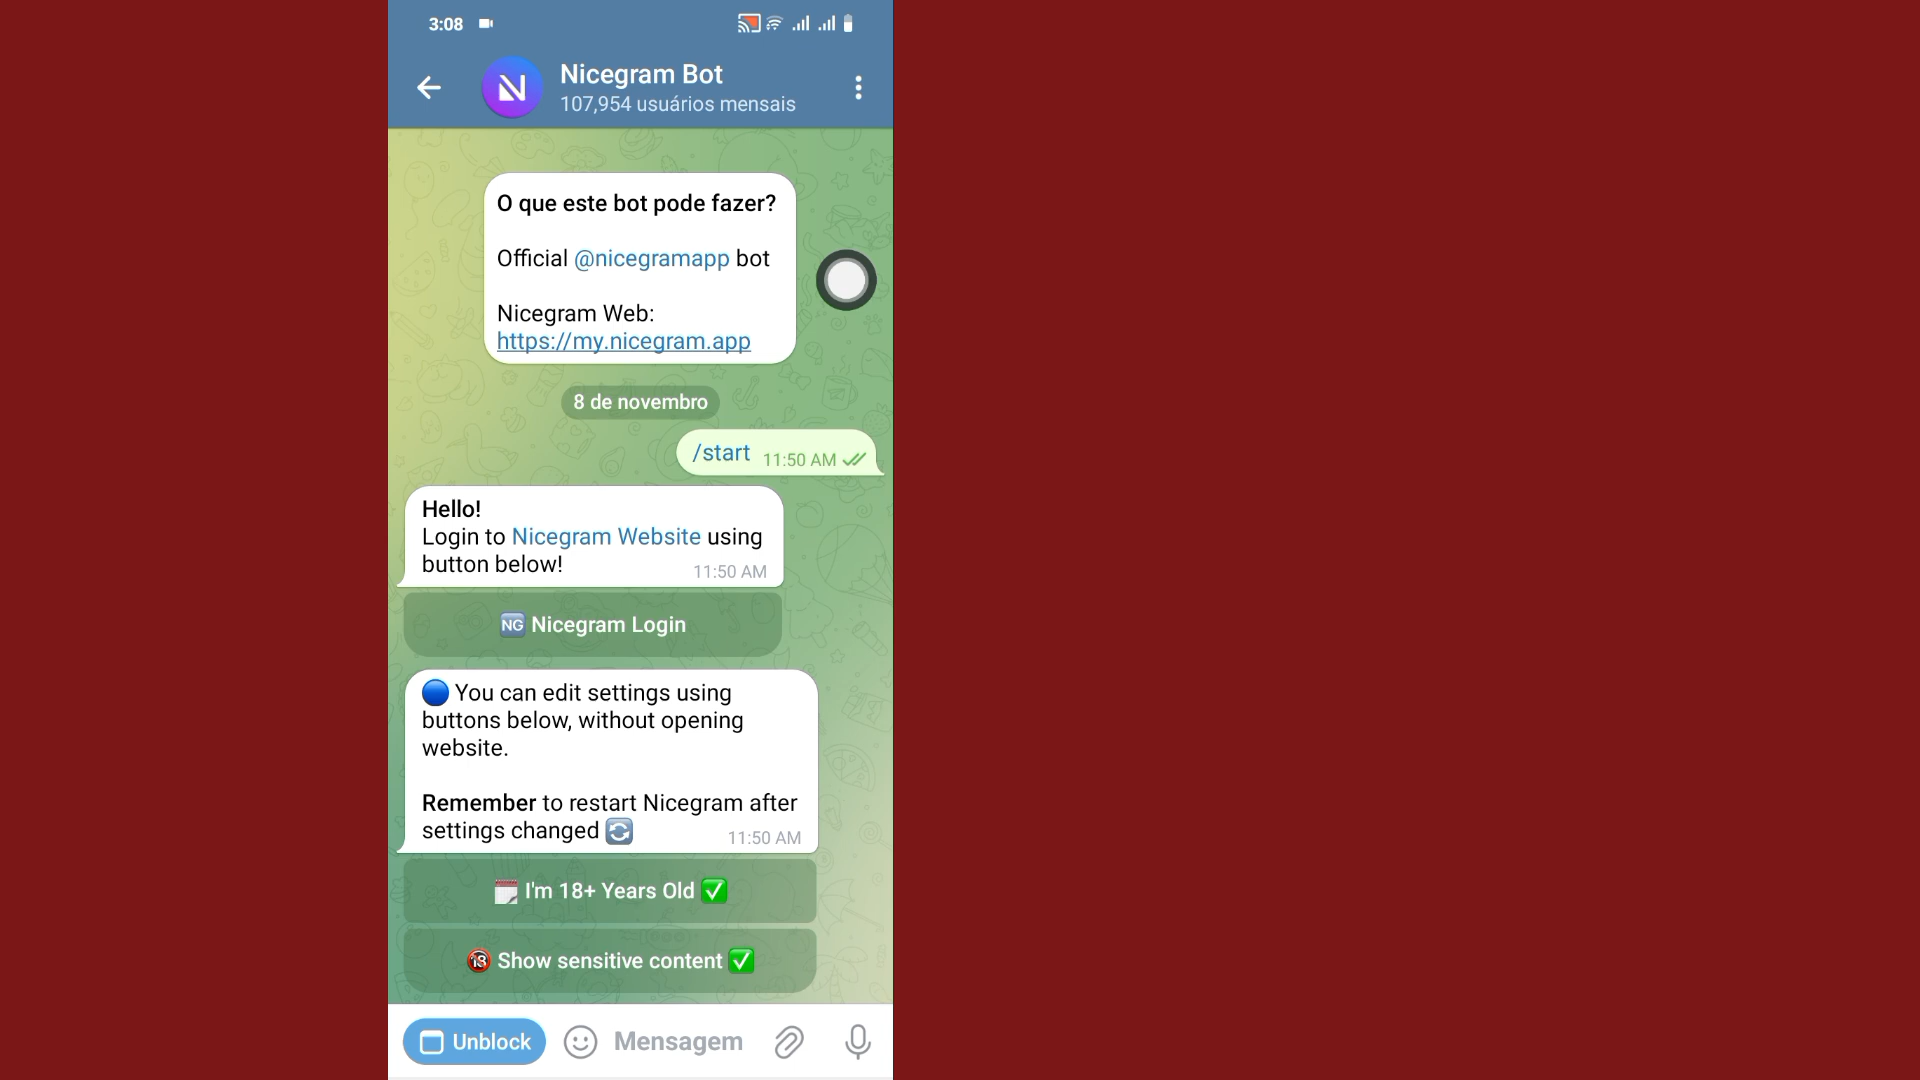 3:08
Nicegram Bot
107,954 usuários mensais
O que este bot pode fazer?
Official @nicegramapp bot
Nicegram Web:
https://my.nicegram.app
8 de novembro
/start 11:50 AM
Hello!
Login to Nicegram Website using
button below!
11:50 AM
NG Nicegram Login
You can edit settings using
buttons below, without opening
website.
Remember to restart Nicegram after
settings changed
11:50 AM
I'm 18+ Years Old
18 Show sensitive content
Unblock Mensagem